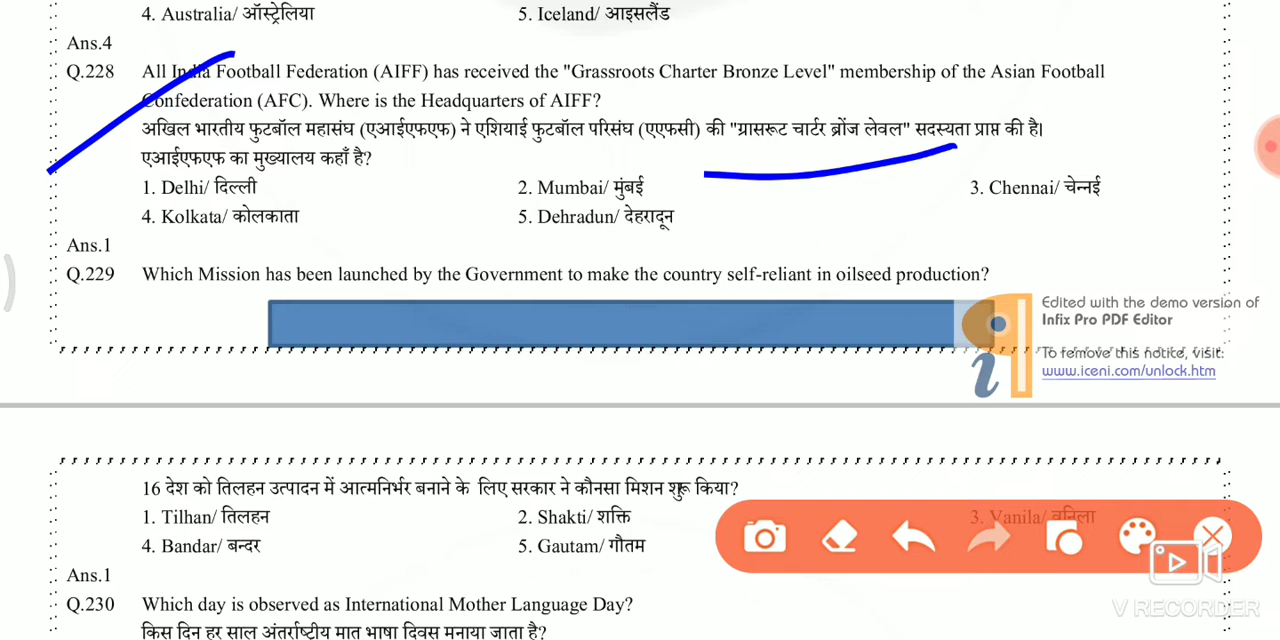 4. Australia/ ऑस्ट्रेलिया 5. Iceland/ आइसलैंड
Ans.4
Q.228 All India Football Federation (AIFF) has received the "Grassroots Charter Bronze Level" membership of the Asian Football
Confederation (AFC). Where is the Headquarters of AIFF?
अखिल भारतीय फुटबॉल महासंघ (एआईएफएफ) ने एशियाई फुटबॉल परिसंघ (एएफसी) की "ग्रासरूट चार्टर ब्रोंज लेवल" सदस्यता प्राप्त की है।
एआईएफएफ का मुख्यालय कहाँ है?
1. Delhi/ दिल्ली 2. Mumbai/ मुंबई 3. Chennai/ चेन्नई
4. Kolkata/ कोलकाता 5. Dehradun/ देहरादून
Ans.1
Q.229 Which Mission has been launched by the Government to make the country self-reliant in oilseed production?
Edited with the demo version of
Infix Pro PDF Editor
To remove this notice, visit:
www.iceni.com/unlock.htm
16 देश को तिलहन उत्पादन में आत्मनिर्भर बनाने के लिए सरकार ने कौनसा मिशन शुरू किया?
1. Tilhan/ तिलहन 2. Shakti/ शक्ति 3. Vanila/ वनिला
4. Bandar/ बन्दर 5. Gautam/ गौतम
Ans.1
Q.230 Which day is observed as International Mother Language Day?
किस दिन हर साल अंतर्राष्ट्रीय मातृ भाषा दिवस मनाया जाता है?
V RECORDER